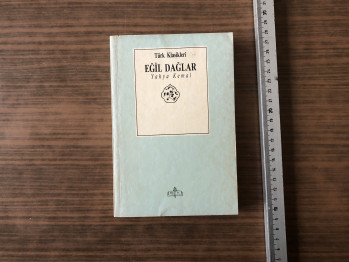 Türk Klasikleri
EĞİL DAĞLAR
Yahya Kemal